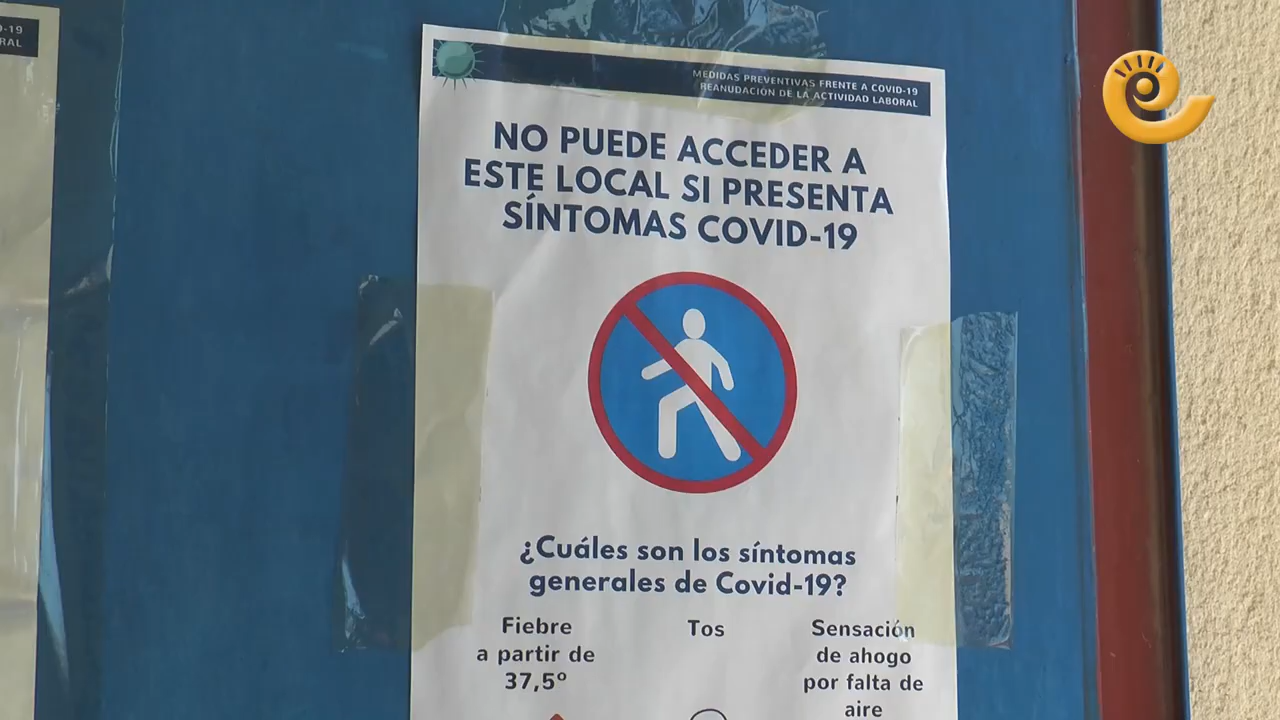 D-19
RAL
MEDIDAS PREVENTIVAS FRENTE A COVID-19
REANUDACIÓN DE LA ACTIVIDAD LABORAL
NO PUEDE ACCEDER A
ESTE LOCAL SI PRESENTA
SÍNTOMAS COVID-19
¿Cuáles son los síntomas
generales de Covid-19?
Fiebre
a partir de
37,5º
Tos
Sensación
de ahogo
por falta de
aire